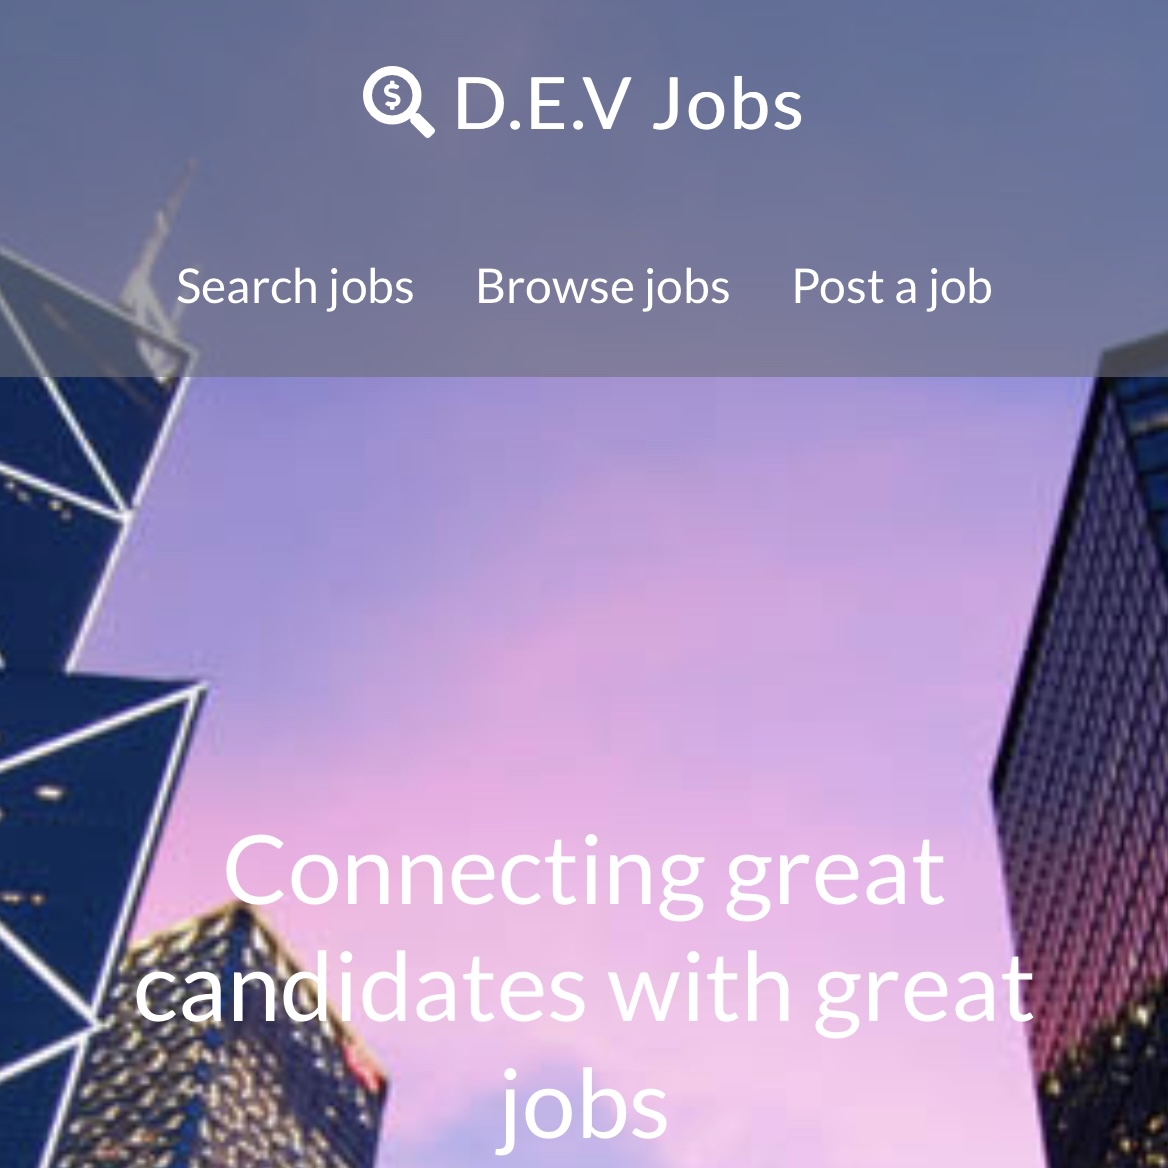 D.E.V Jobs
Search jobs Browse jobs Post a job
Connecting great
candidates with great
jobs